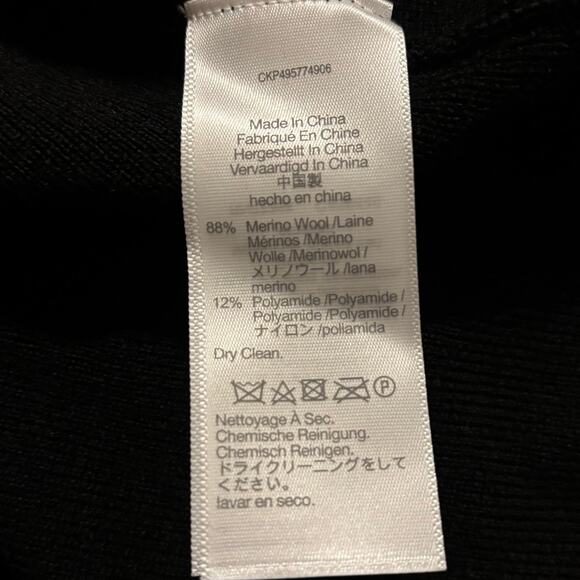 CKP495774906
Made In China
Fabriqué En Chine
Hergestellt In China
Vervaardigd In China
中国製
hecho en china
88% Merino Wool /Laine
Mérinos /Merino
Wolle /Merinowol /
メリノウール /lana
merino
12% Polyamide /Polyamide /
Polyamide /Polyamide /
ナイロン /poliamida
Dry Clean.
P
Nettoyage À Sec.
Chemische Reinigung.
Chemisch Reinigen.
ドライクリーニングをして
ください。
lavar en seco.